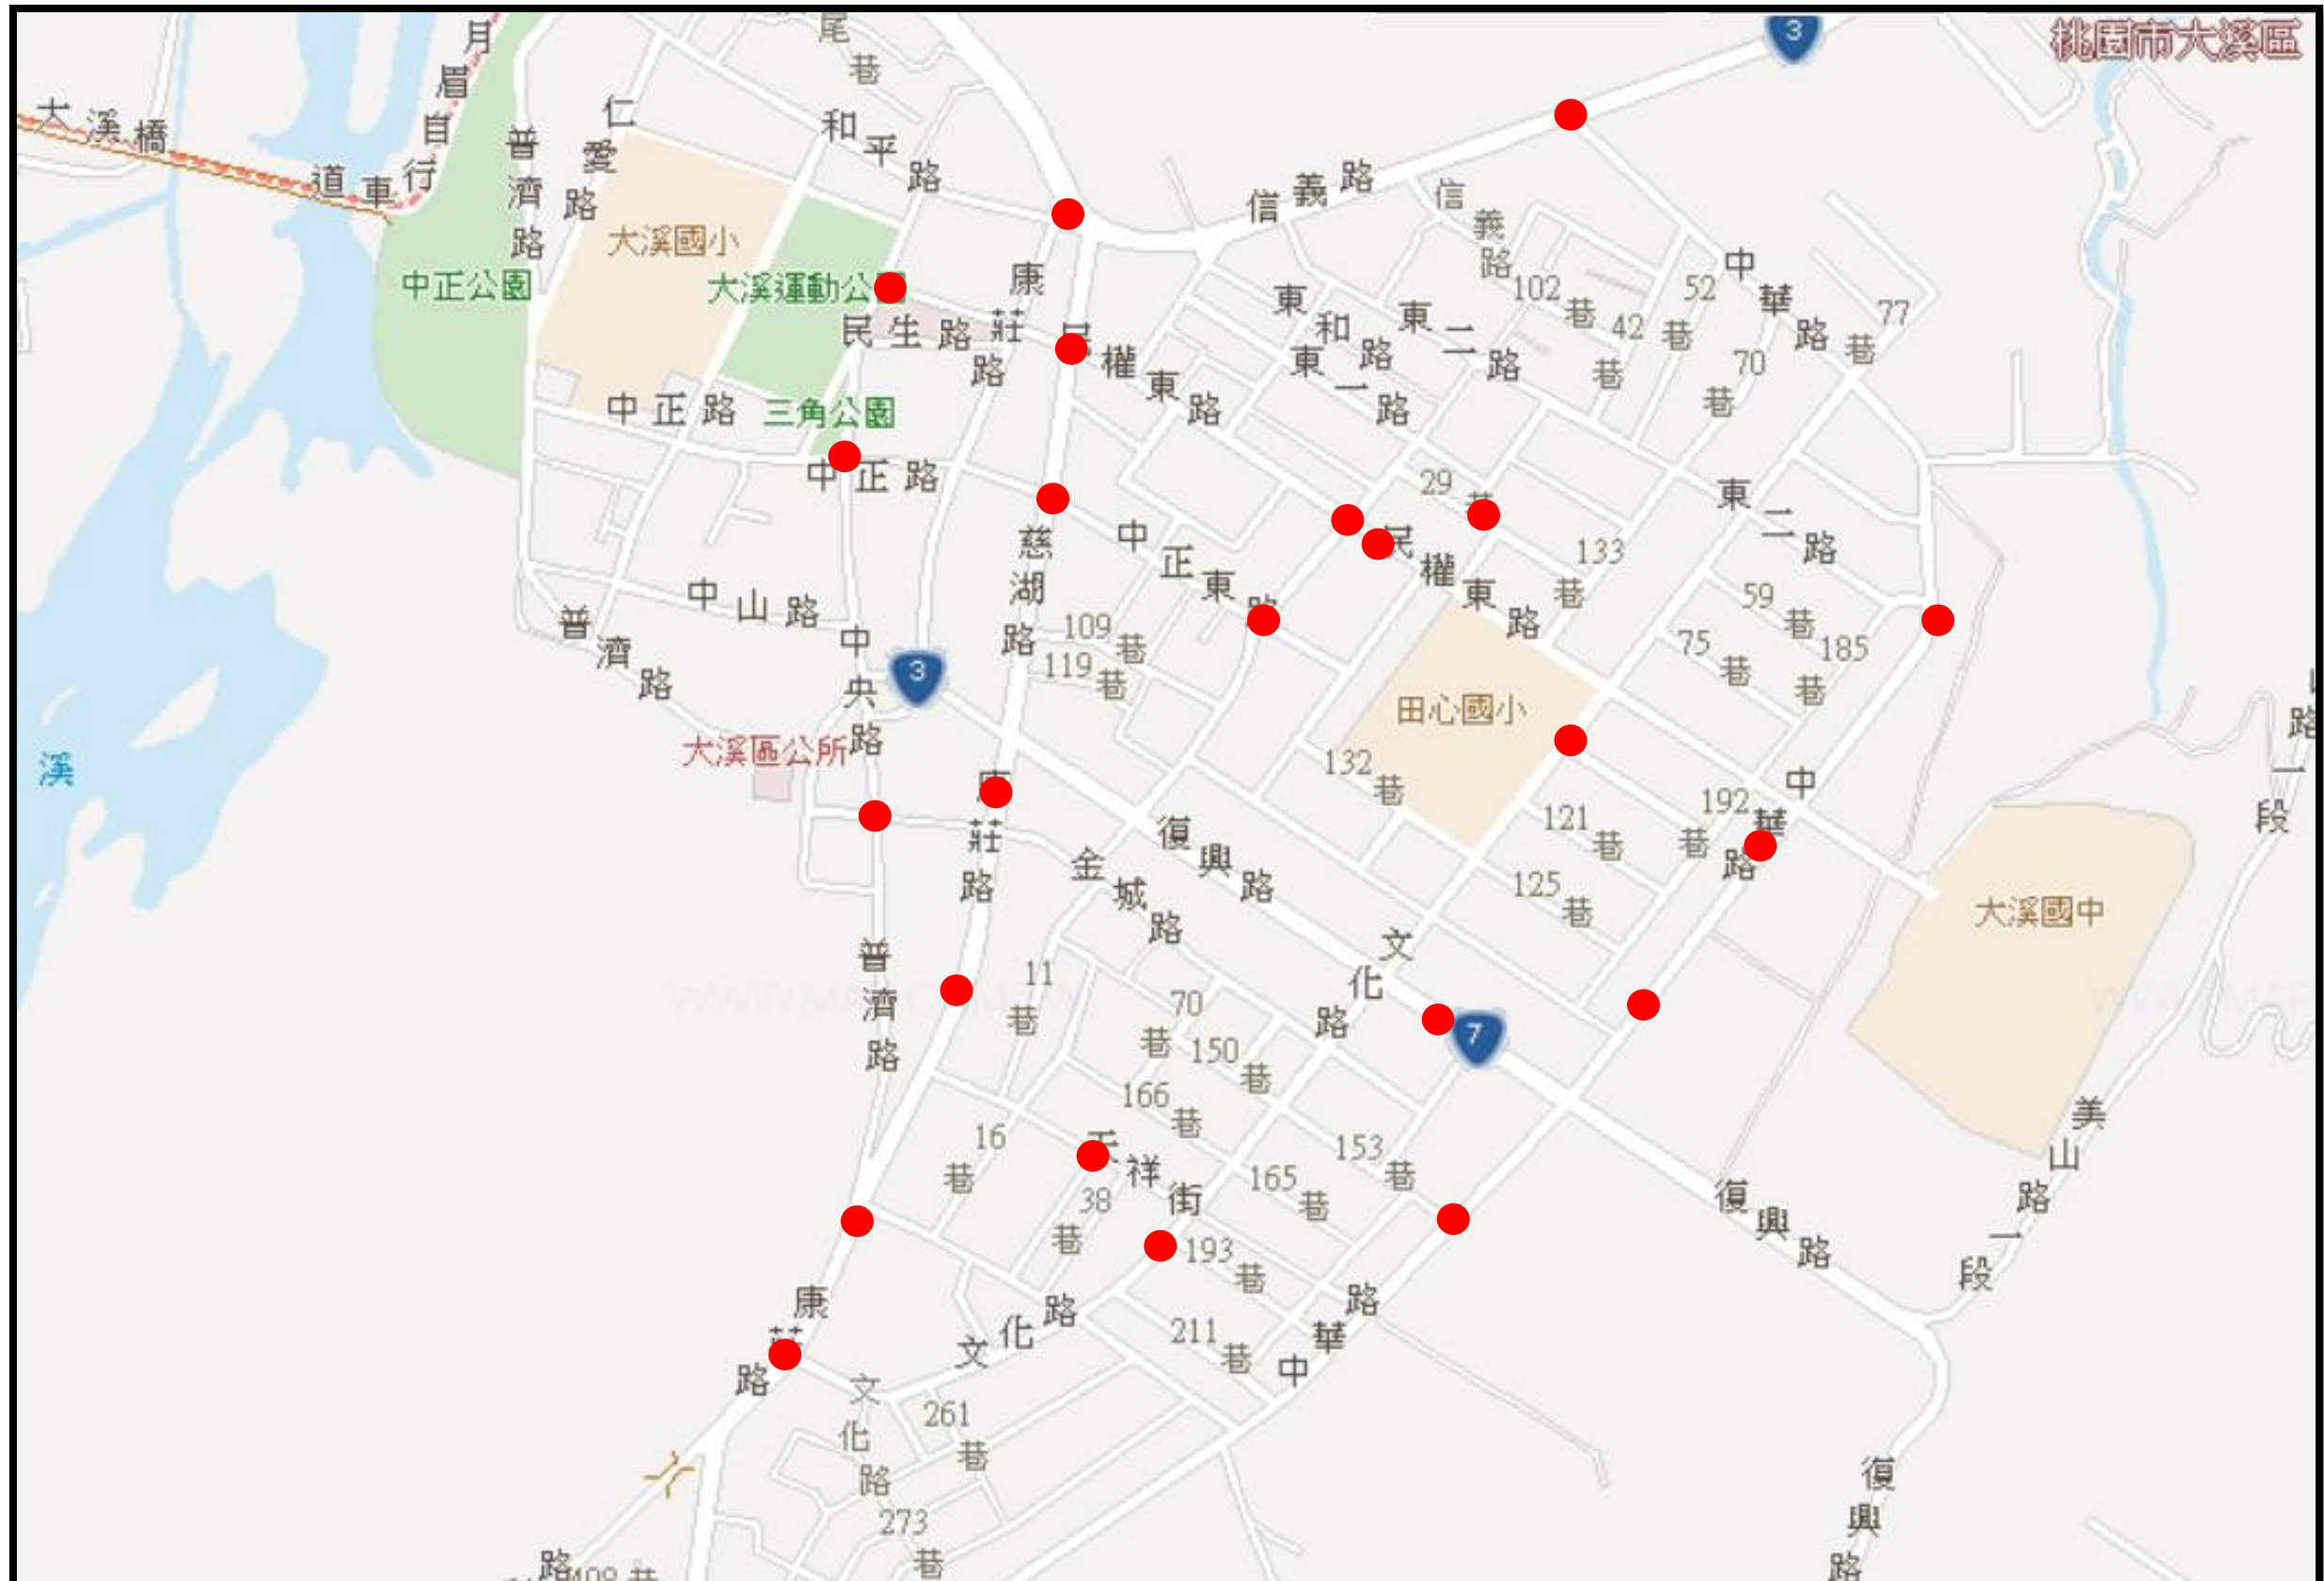 桃園市大溪區
3
月眉自行車道
大溪橋
尾巷
仁愛路
普濟路
和平路
大溪國小
中正公園
大溪運動公
民生路
康莊路
信義路
信義路
102巷
42巷
52巷
70巷
中華路
77巷
東和路
東一路
東二路
權東路
中正路
三角公園
中正路
29
民權東路
133巷
東二路
59巷
75巷
185巷
慈湖路
中正東
109巷
119巷
中山路
普濟路
中央路
3
大溪區公所
溪
田心國小
132巷
192巷
中華路
121巷
125巷
莊路
金城路
復興路
文化路
大溪國中
7
普濟路
11巷
70巷
150巷
166巷
16巷
153巷
165巷
祥街
38巷
193巷
211巷
中華路
康
路
文化路
文化路
261巷
273巷
復興路
復興路
美山路一段
路一段
路
巷